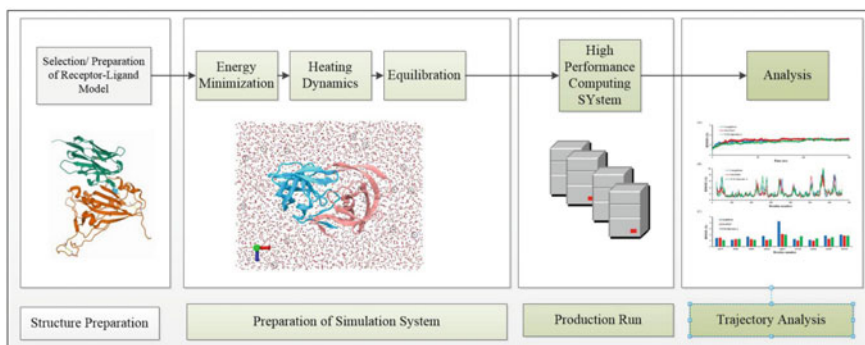 Selection/ Preparation
of Receptor-Ligand
Model
Energy
Minimization
Heating
Dynamics
Equilibration
High
Performance
Computing
SYstem
Analysis
Structure Preparation
Preparation of Simulation System
Production Run
Trajectory Analysis